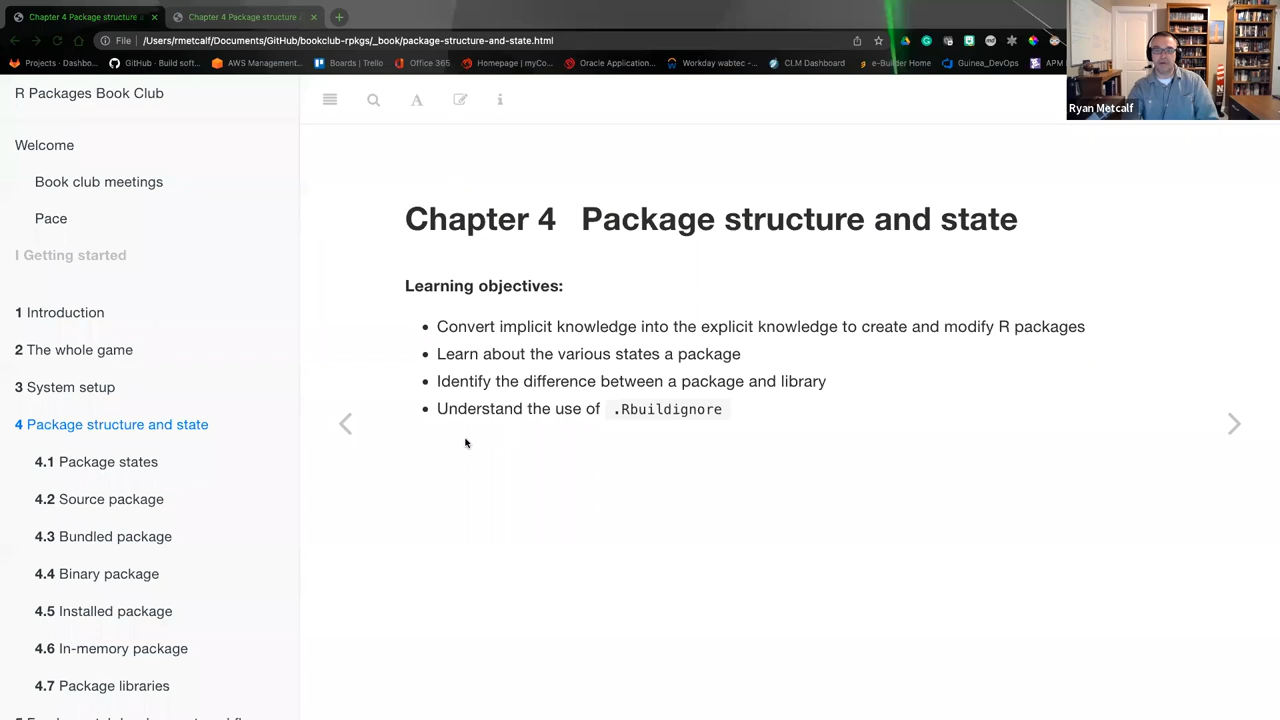 Chapter 4 Package structure a
Chapter 4 Package structure a
File
/Users/rmetcalf/Documents/GitHub/bookclub-rpkgs/_book/package-structure-and-state.html
Projects · Dashbo...
GitHub · Build soft...
AWS Management...
Boards | Trello
Office 365
Homepage | myCo...
Oracle Application...
Workday wabtec -...
CLM Dashboard
e-Builder Home
Guinea_DevOps
APM
Ryan Metcalf
R Packages Book Club
Welcome
Book club meetings
Pace
I Getting started
1 Introduction
2 The whole game
3 System setup
4 Package structure and state
4.1 Package states
4.2 Source package
4.3 Bundled package
4.4 Binary package
4.5 Installed package
4.6 In-memory package
4.7 Package libraries
Chapter 4 Package structure and state
Learning objectives:
• Convert implicit knowledge into the explicit knowledge to create and modify R packages
• Learn about the various states a package
• Identify the difference between a package and library
• Understand the use of .Rbuildignore